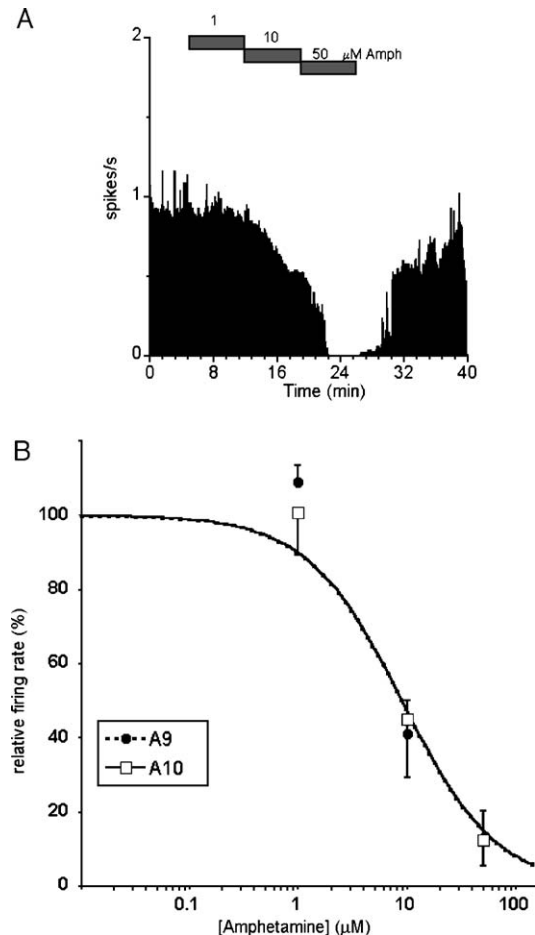 A
1
10
50 μM Amph
2
1
0
spikes/s
0 8 16 24 32 40
Time (min)
B
100
80
60
40
20
0
relative firing rate (%)
A9
A10
0.1 1 10 100
[Amphetamine] (μM)